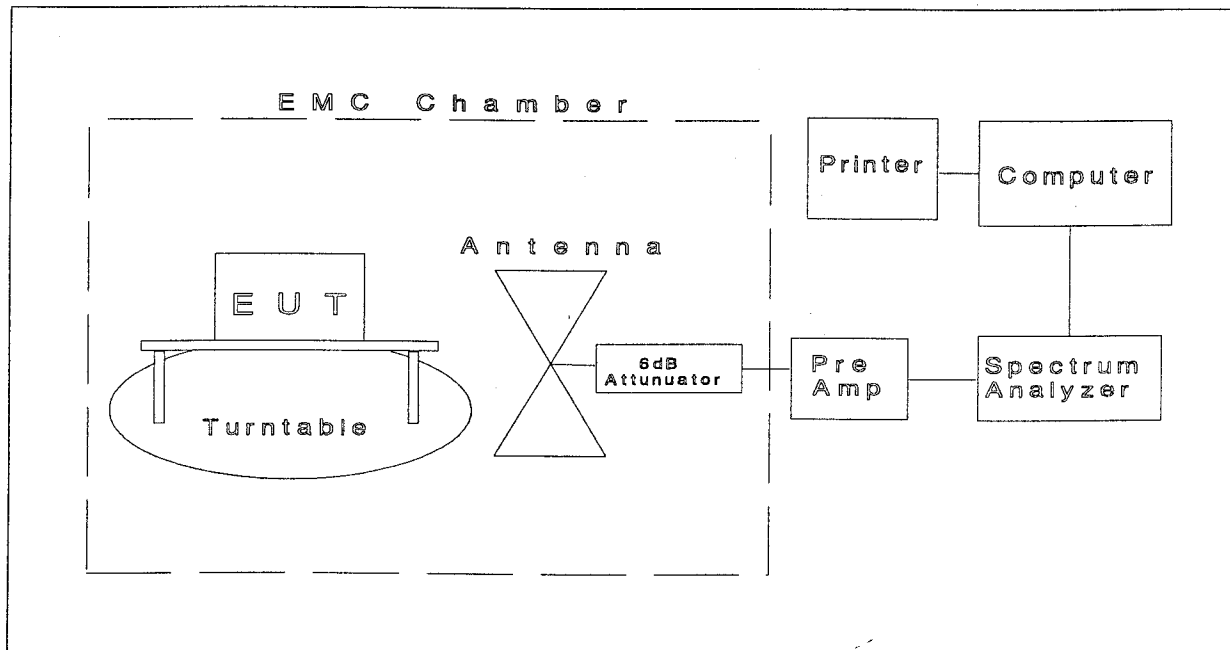 EMC Chamber
Printer
Computer
Antenna
EUT
6dB
Attunuator
Pre
Amp
Spectrum
Analyzer
Turntable